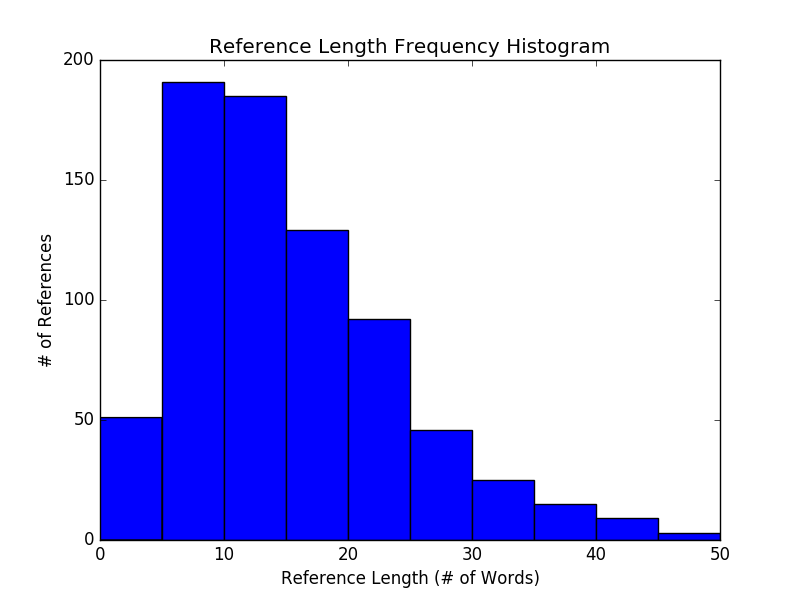 Reference Length Frequency Histogram
200
150
100
50
0
# of References
0 10 20 30 40 50
Reference Length (# of Words)